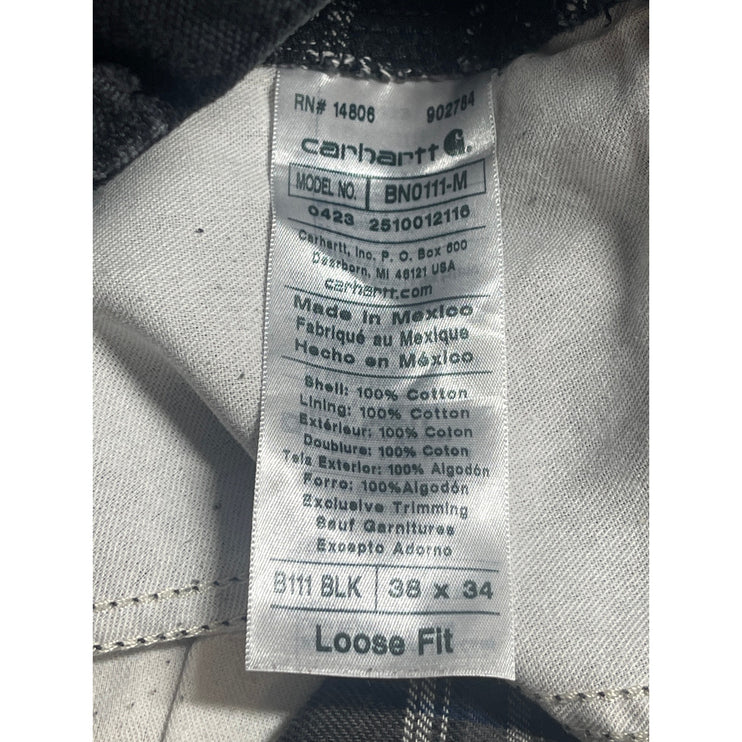 RN# 14806 902764
carhartt
MODEL NO. BN0111-M
0423 2510012116
Carhartt, Inc. P. O. Box 600
Dearborn, MI 48121 USA
carhartt.com
Made in Mexico
Fabriqué au Mexique
Hecho en México
Shell: 100% Cotton
Lining: 100% Cotton
Extérieur: 100% Coton
Doublure: 100% Coton
Tela Exterior: 100% Algodón
Forro: 100%Algodón
Exclusive Trimming
Sauf Garnitures
Excepto Adorno
B111 BLK 38 x 34
Loose Fit